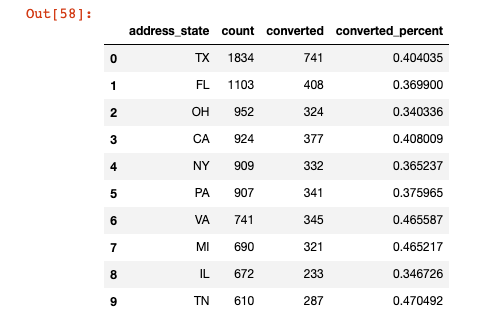 Out[58]:
address_state count converted converted_percent
0 TX 1834 741 0.404035
1 FL 1103 408 0.369900
2 OH 952 324 0.340336
3 CA 924 377 0.408009
4 NY 909 332 0.365237
5 PA 907 341 0.375965
6 VA 741 345 0.465587
7 MI 690 321 0.465217
8 IL 672 233 0.346726
9 TN 610 287 0.470492